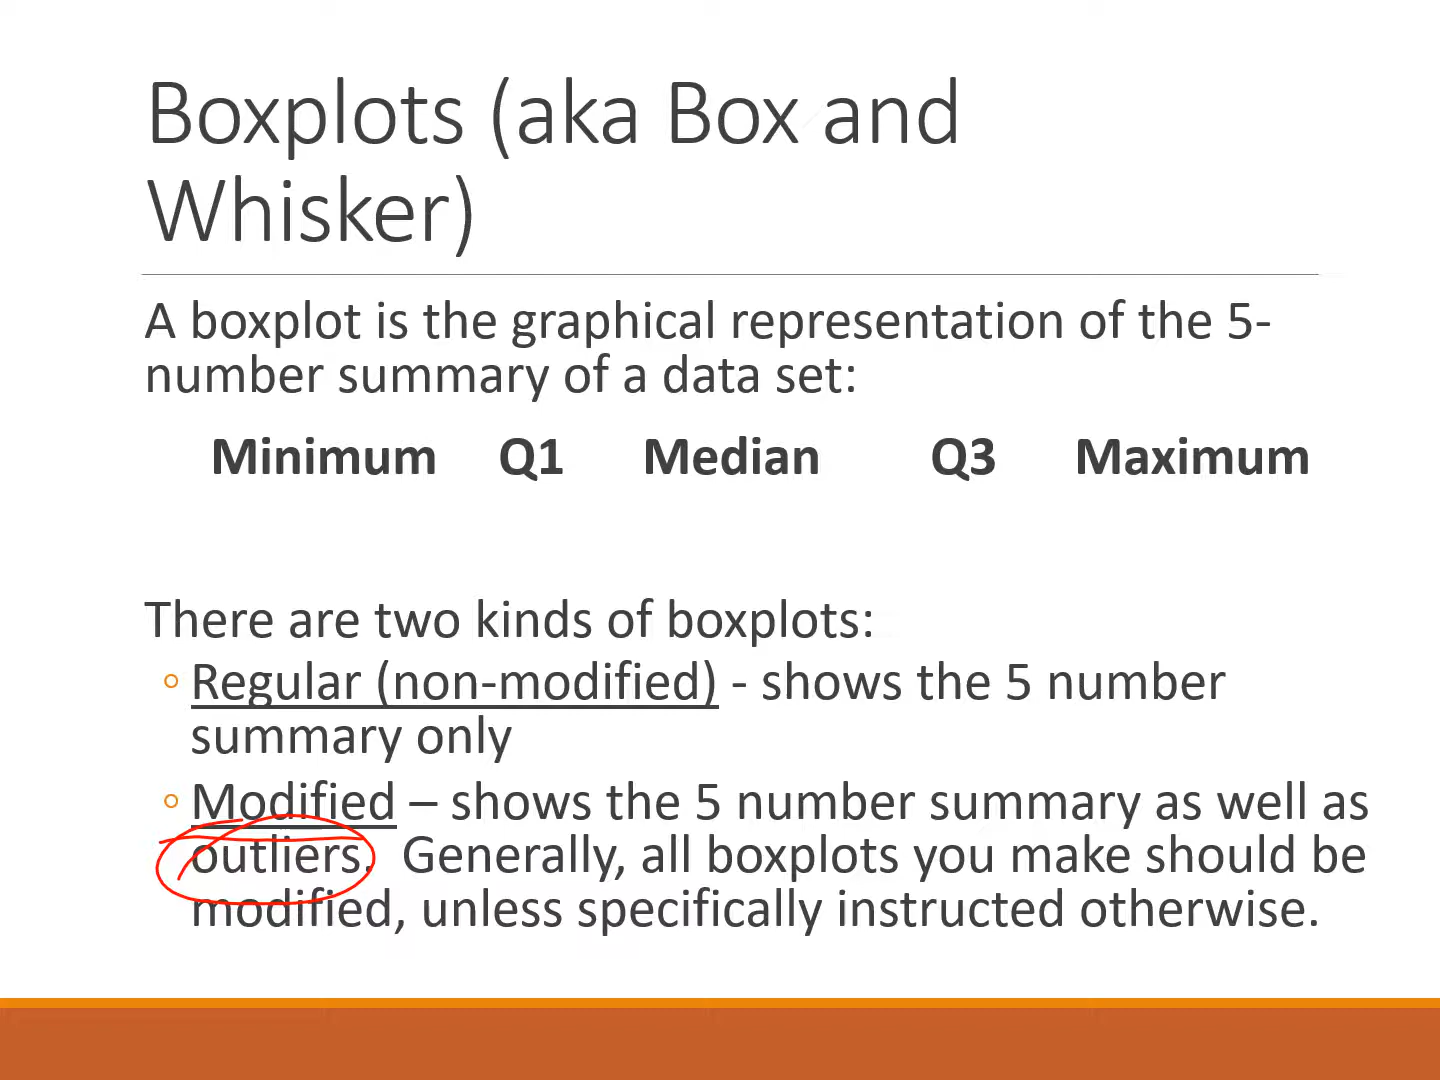 Boxplots (aka Box and
Whisker)
A boxplot is the graphical representation of the 5-
number summary of a data set:
Minimum Q1 Median Q3 Maximum
There are two kinds of boxplots:
◦ Regular (non-modified) - shows the 5 number
summary only
◦ Modified – shows the 5 number summary as well as
outliers. Generally, all boxplots you make should be
modified, unless specifically instructed otherwise.